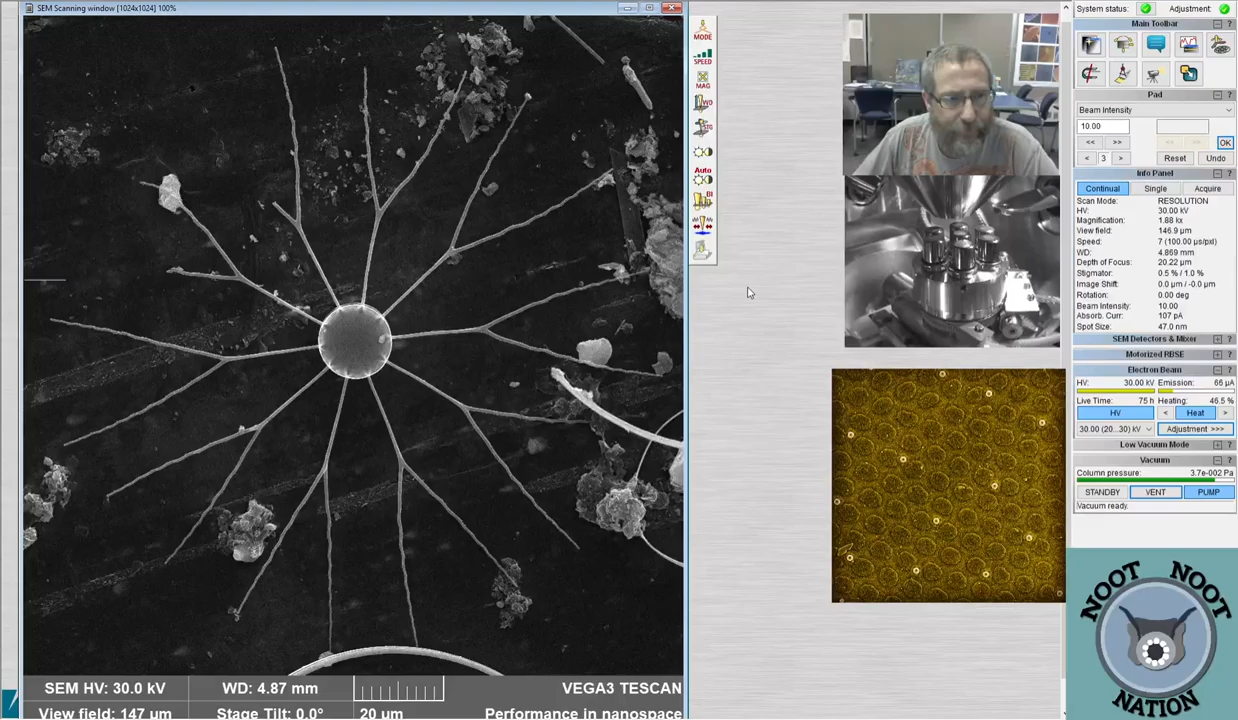 SEM Scanning window [1024x1024] 100%
SEM HV: 30.0 kV
WD: 4.87 mm
VEGA3 TESCAN
View field: 147 µm
Stage Tilt: 0.0°
20 µm
Performance in nanospace
MODE
SPEED
MAG
WD
STG
Auto
BI
System status:
Adjustment:
Main Toolbar
Pad
Beam Intensity
10.00
<<
>>
<<
>>
OK
<
3
>
Reset
Undo
Info Panel
Continual
Single
Acquire
Scan Mode: RESOLUTION
HV: 30.00 kV
Magnification: 1.88 kx
View field: 146.9 µm
Speed: 7 (100.00 µs/pxl)
WD: 4.869 mm
Depth of Focus: 20.22 µm
Stigmator: 0.5 % / 1.0 %
Image Shift: 0.0 µm / -0.0 µm
Rotation: 0.00 deg
Beam Intensity: 10.00
Absorb. Curr: 107 pA
Spot Size: 47.0 nm
SEM Detectors & Mixer
Motorized RBSE
Electron Beam
HV: 30.00 kV Emission: 66 µA
Live Time: 75 h Heating: 46.5 %
HV < Heat >
30.00 (20...30) kV Adjustment >>>
Low Vacuum Mode
Vacuum
Column pressure: 3.7e-002 Pa
STANDBY
VENT
PUMP
Vacuum ready.
NOOT NOOT
NATION